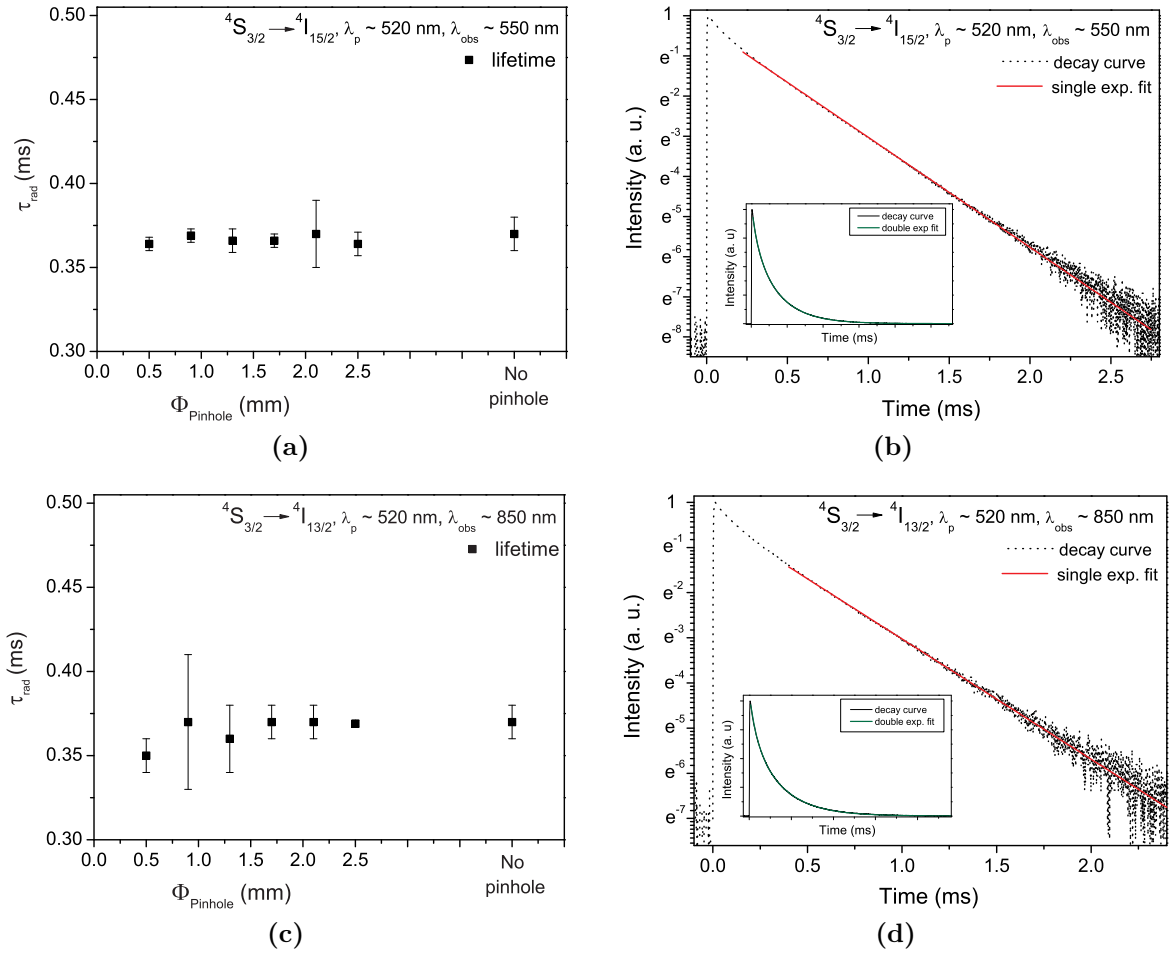 ⁴S₃/₂ → ⁴I₁₅/₂, λₚ ~ 520 nm, λobs ~ 550 nm
lifetime
0.50
0.45
0.40
0.35
0.30
τrad (ms)
0.0 0.5 1.0 1.5 2.0 2.5 No pinhole
ΦPinhole (mm)
(a)
⁴S₃/₂ → ⁴I₁₅/₂, λₚ ~ 520 nm, λobs ~ 550 nm
decay curve
single exp. fit
1
e⁻¹
e⁻²
e⁻³
e⁻⁴
e⁻⁵
e⁻⁶
e⁻⁷
e⁻⁸
Intensity (a. u.)
decay curve
double exp fit
Intensity (a. u)
Time (ms)
0.0 0.5 1.0 1.5 2.0 2.5
Time (ms)
(b)
⁴S₃/₂ → ⁴I₁₃/₂, λₚ ~ 520 nm, λobs ~ 850 nm
lifetime
0.50
0.45
0.40
0.35
0.30
τrad (ms)
0.0 0.5 1.0 1.5 2.0 2.5 No pinhole
ΦPinhole (mm)
(c)
⁴S₃/₂ → ⁴I₁₃/₂, λₚ ~ 520 nm, λobs ~ 850 nm
decay curve
single exp. fit
1
e⁻¹
e⁻²
e⁻³
e⁻⁴
e⁻⁵
e⁻⁶
e⁻⁷
Intensity (a. u.)
decay curve
double exp. fit
Intensity (a. u)
Time (ms)
0.0 0.5 1.0 1.5 2.0
Time (ms)
(d)